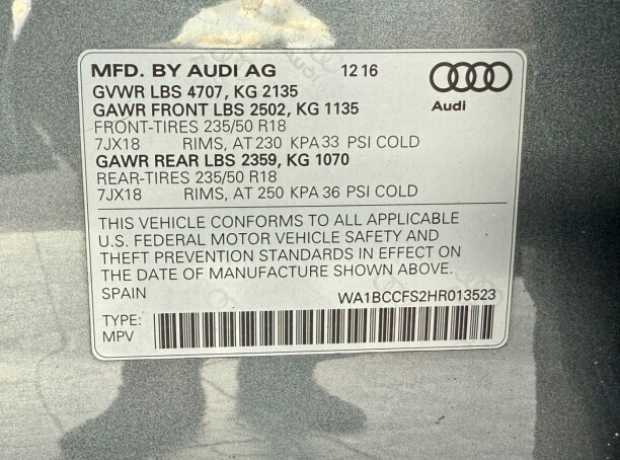 MFD. BY AUDI AG 12 16
GVWR LBS 4707, KG 2135
GAWR FRONT LBS 2502, KG 1135
Audi
FRONT-TIRES 235/50 R18
7JX18 RIMS, AT 230 KPA 33 PSI COLD
GAWR REAR LBS 2359, KG 1070
REAR-TIRES 235/50 R18
7JX18 RIMS, AT 250 KPA 36 PSI COLD
THIS VEHICLE CONFORMS TO ALL APPLICABLE
U.S. FEDERAL MOTOR VEHICLE SAFETY AND
THEFT PREVENTION STANDARDS IN EFFECT ON
THE DATE OF MANUFACTURE SHOWN ABOVE.
SPAIN WA1BCCFS2HR013523
TYPE:
MPV